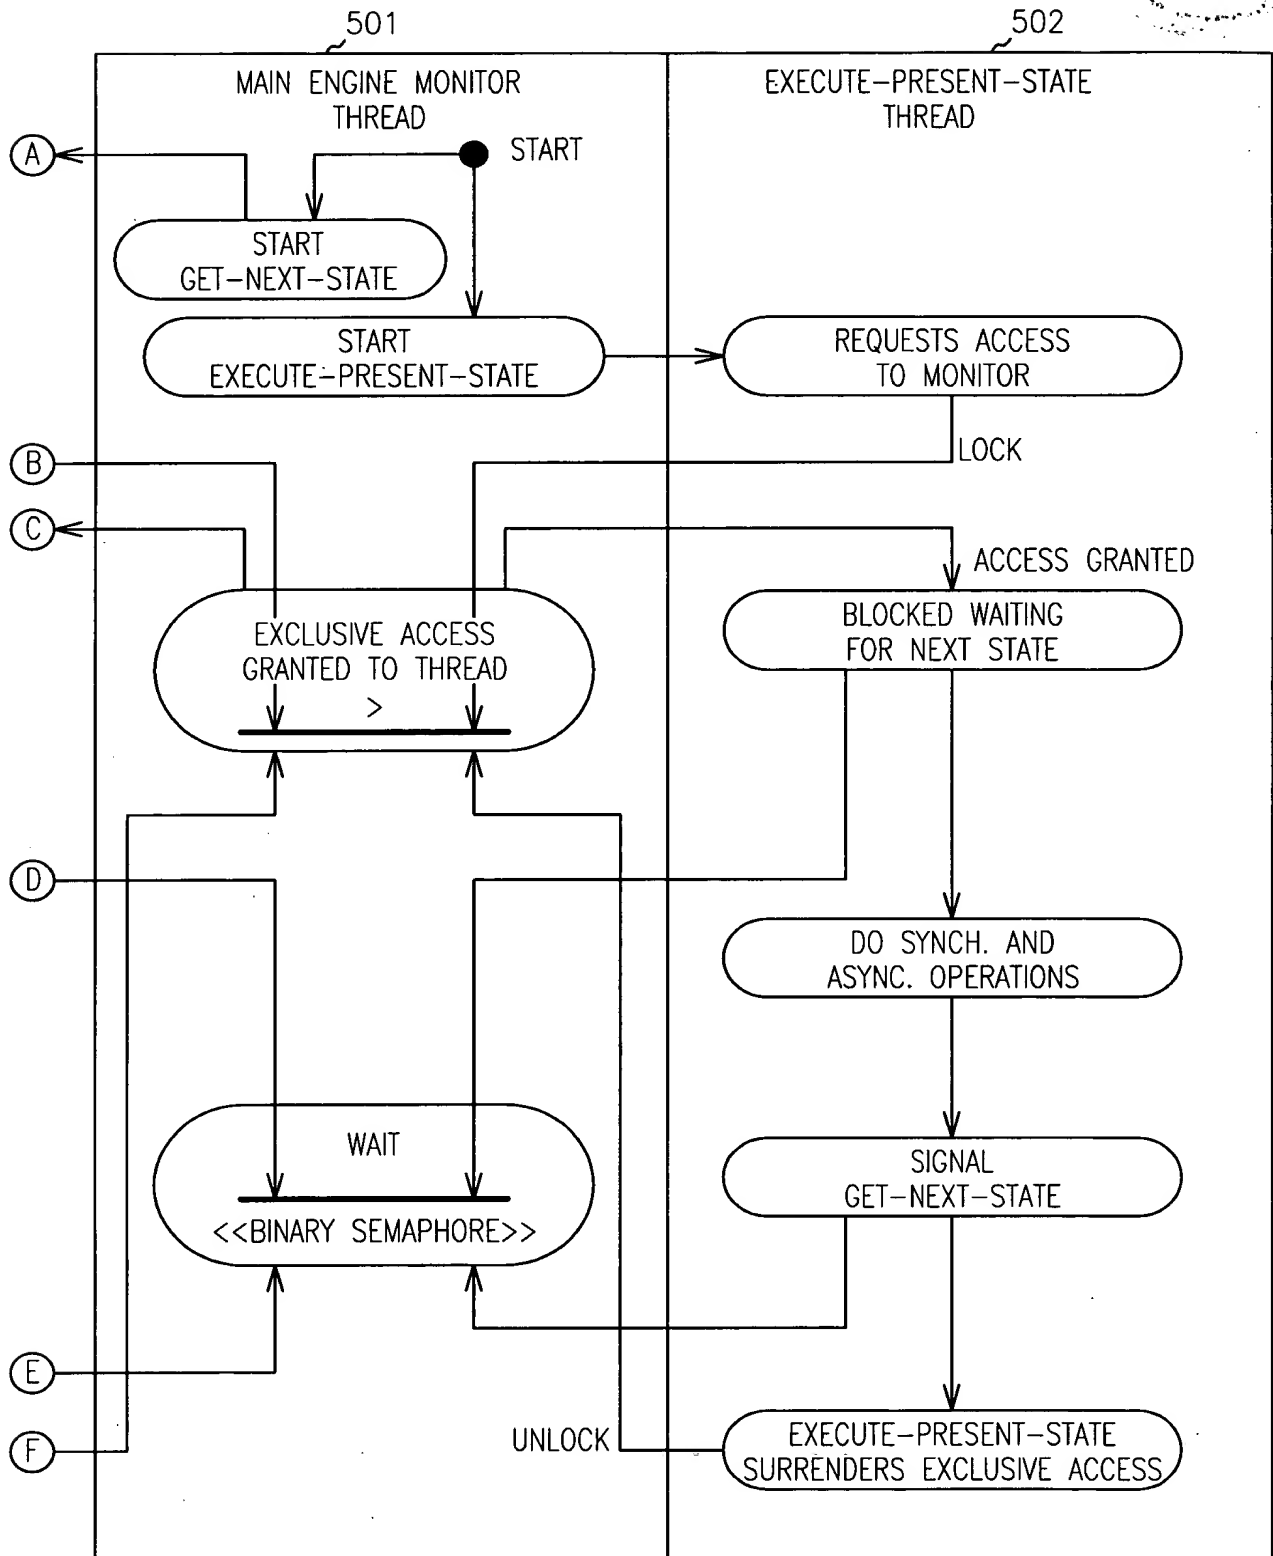 501
502
MAIN ENGINE MONITOR
THREAD
EXECUTE-PRESENT-STATE
THREAD
A
START
START
GET-NEXT-STATE
START
EXECUTE-PRESENT-STATE
REQUESTS ACCESS
TO MONITOR
B
LOCK
C
ACCESS GRANTED
EXCLUSIVE ACCESS
GRANTED TO THREAD
>
BLOCKED WAITING
FOR NEXT STATE
D
DO SYNCH. AND
ASYNC. OPERATIONS
WAIT
<<BINARY SEMAPHORE>>
SIGNAL
GET-NEXT-STATE
E
F
UNLOCK
EXECUTE-PRESENT-STATE
SURRENDERS EXCLUSIVE ACCESS